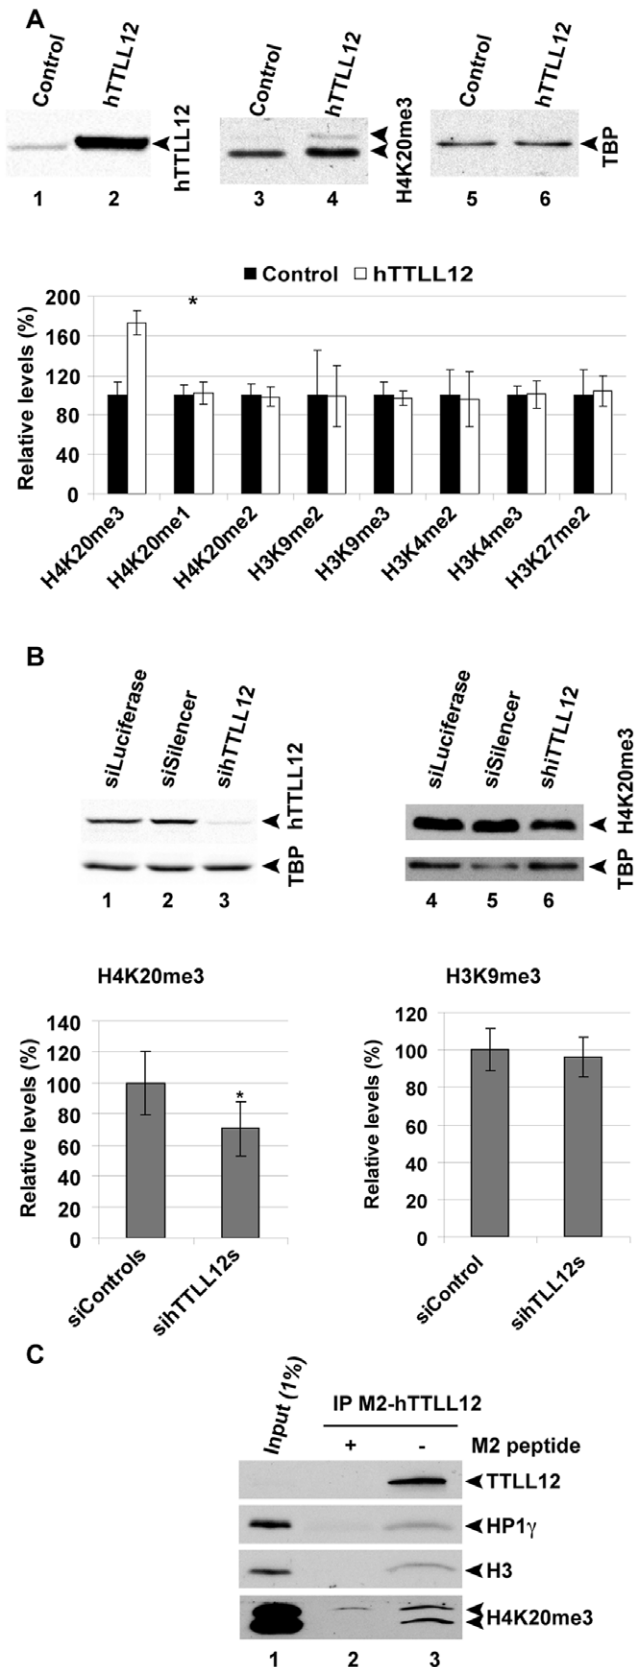 A
Control
hTTLL12
hTTLL12
Control
hTTLL12
H4K20me3
Control
hTTLL12
TBP
1 2 3 4 5 6
Control hTTLL12
Relative levels (%)
200
160
120
80
40
0
*
H4K20me3
H4K20me1
H4K20me2
H3K9me2
H3K9me3
H3K4me2
H3K4me3
H3K27me2
B
siLuciferase
siSilencer
sihTTLL12
hTTLL12
TBP
1 2 3
siLuciferase
siSilencer
shiTTLL12
H4K20me3
TBP
4 5 6
H4K20me3
Relative levels (%)
140
120
100
80
60
40
20
0
*
siControls
sihTTLL12s
H3K9me3
Relative levels (%)
120
100
80
60
40
20
0
siControl
sihTLL12s
C
Input (1%)
IP M2-hTTLL12
+ - M2 peptide
TTLL12
HP1γ
H3
H4K20me3
1 2 3